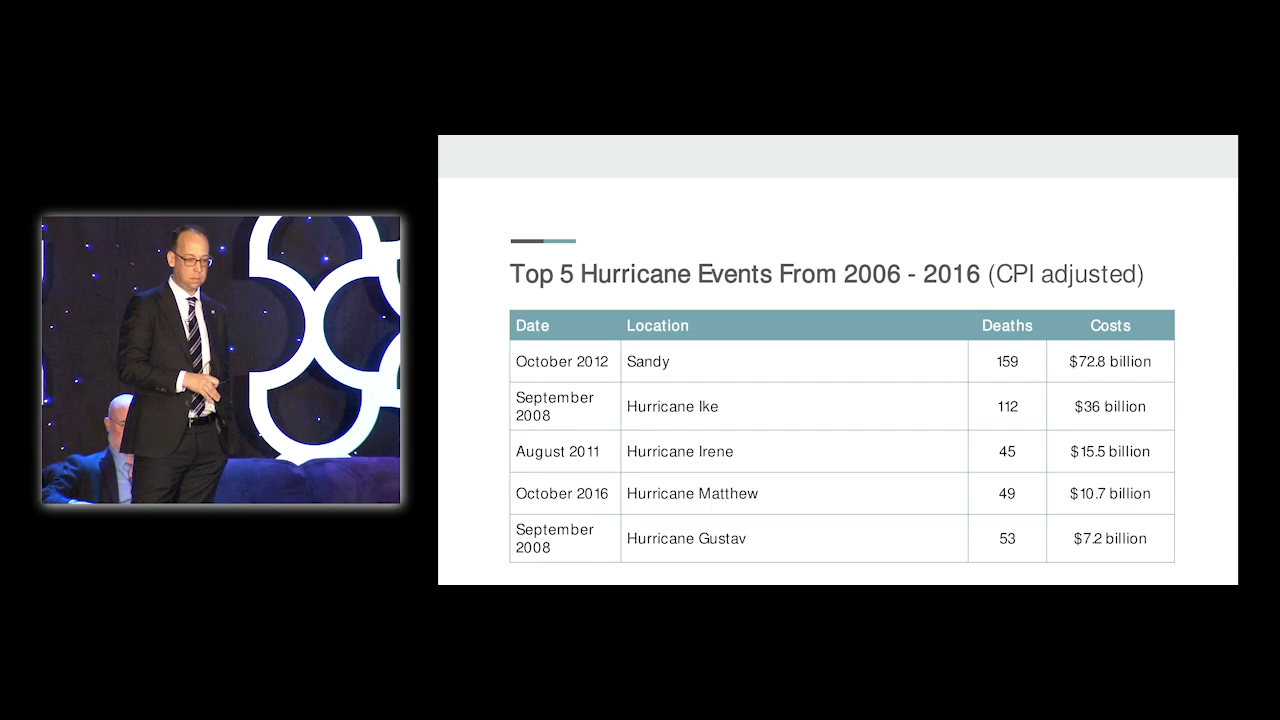 Top 5 Hurricane Events From 2006 - 2016 (CPI adjusted)
Date Location Deaths Costs
October 2012 Sandy 159 $72.8 billion
September
2008 Hurricane Ike 112 $36 billion
August 2011 Hurricane Irene 45 $15.5 billion
October 2016 Hurricane Matthew 49 $10.7 billion
September
2008 Hurricane Gustav 53 $7.2 billion